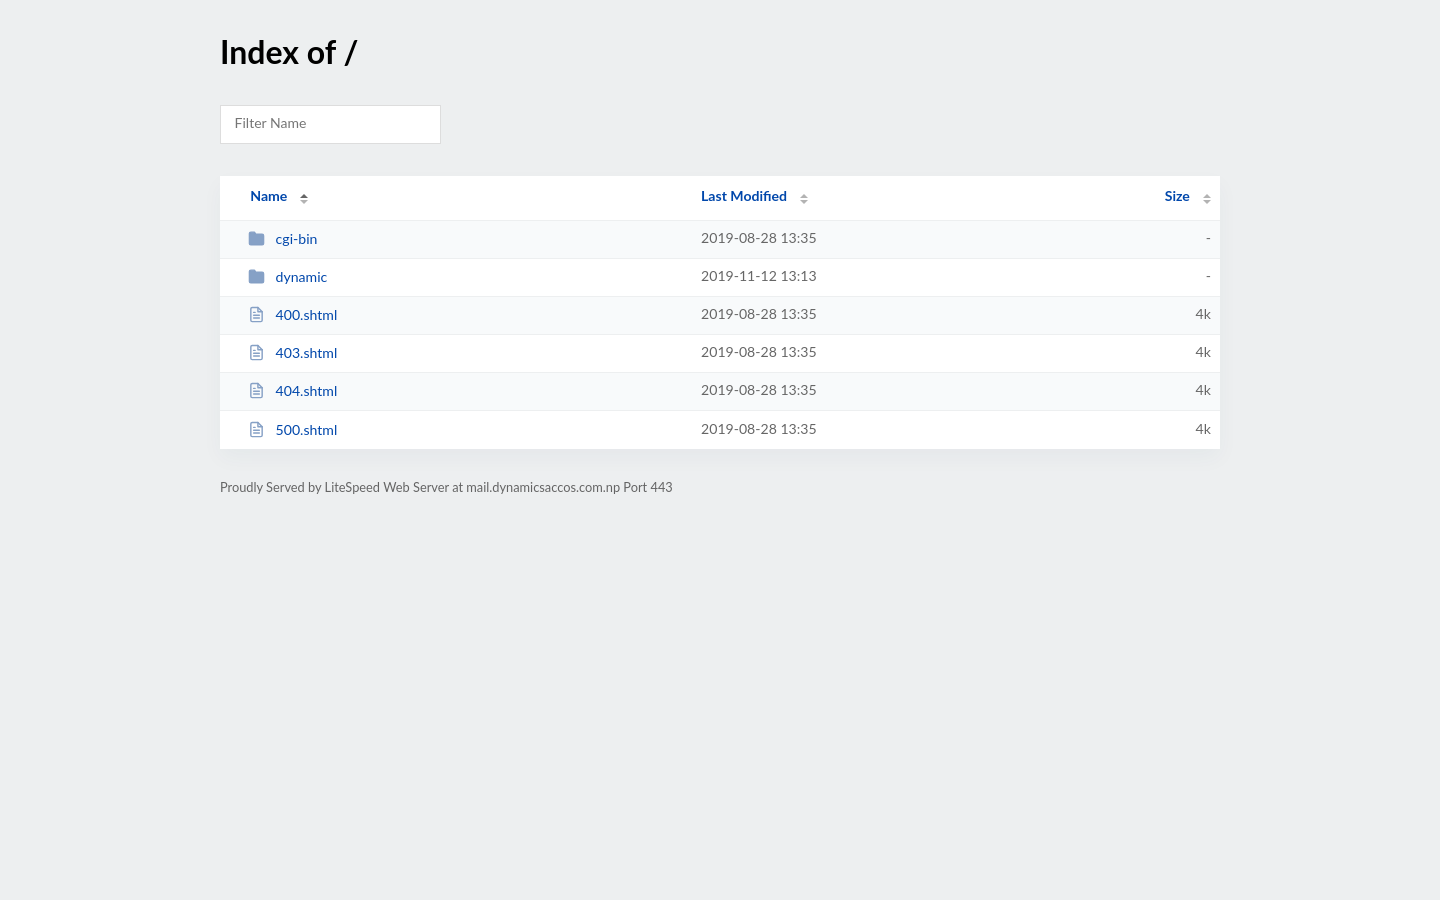 Index of /
Filter Name
Name Last Modified Size
cgi-bin 2019-08-28 13:35 -
dynamic 2019-11-12 13:13 -
400.shtml 2019-08-28 13:35 4k
403.shtml 2019-08-28 13:35 4k
404.shtml 2019-08-28 13:35 4k
500.shtml 2019-08-28 13:35 4k
Proudly Served by LiteSpeed Web Server at mail.dynamicsaccos.com.np Port 443